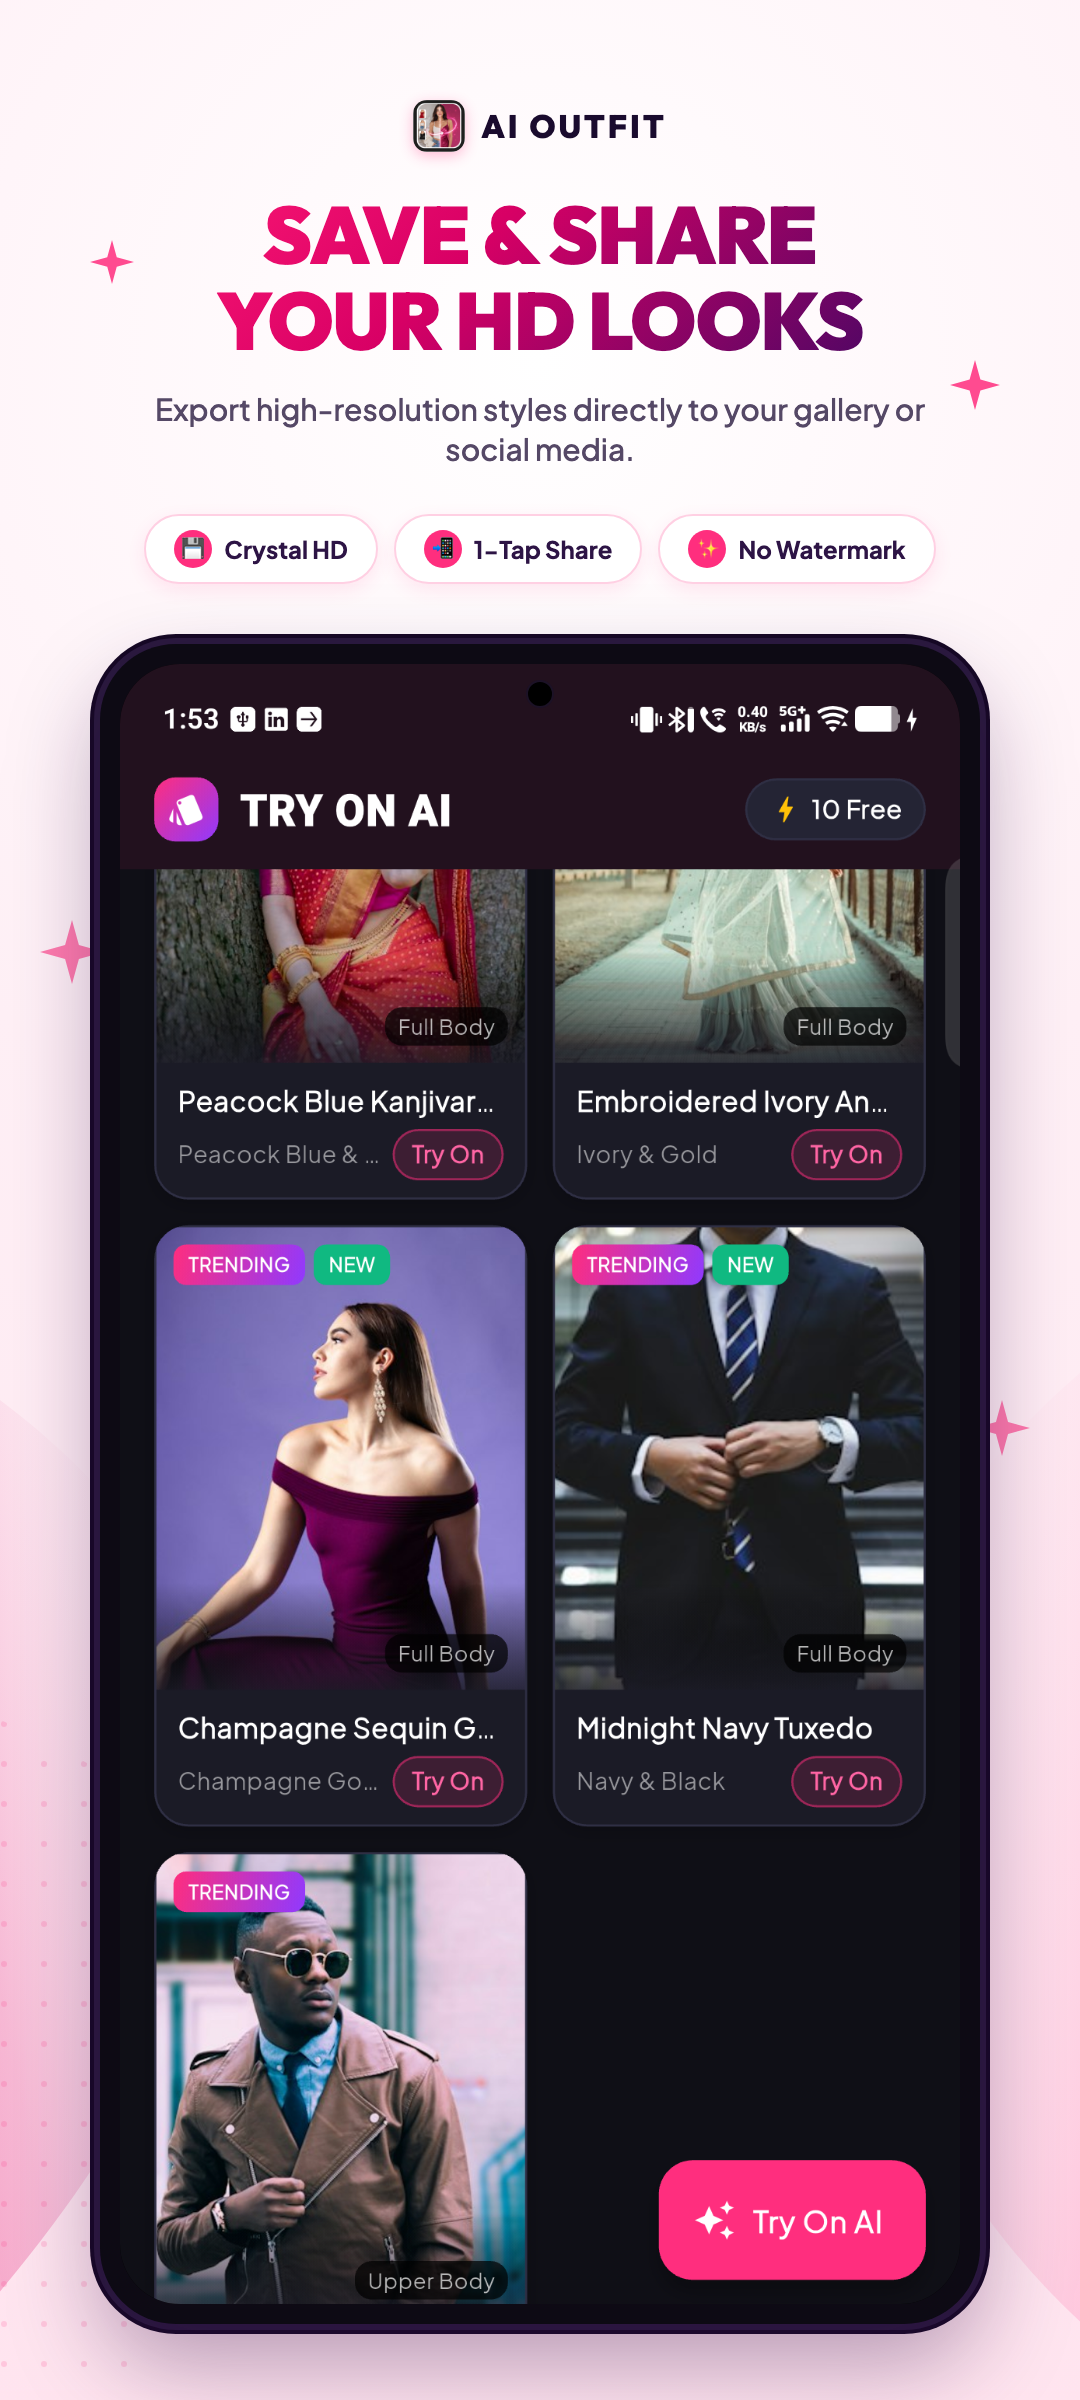 AI OUTFIT
SAVE & SHARE
YOUR HD LOOKS
Export high-resolution styles directly to your gallery or
social media.
Crystal HD
1-Tap Share
No Watermark
1:53
0.40
KB/s
5G+
TRY ON AI
10 Free
Full Body
Full Body
Peacock Blue Kanjivar...
Peacock Blue & ...
Try On
Embroidered Ivory An...
Ivory & Gold
Try On
TRENDING
NEW
TRENDING
NEW
Full Body
Full Body
Champagne Sequin G...
Champagne Go...
Try On
Midnight Navy Tuxedo
Navy & Black
Try On
TRENDING
Upper Body
Try On AI